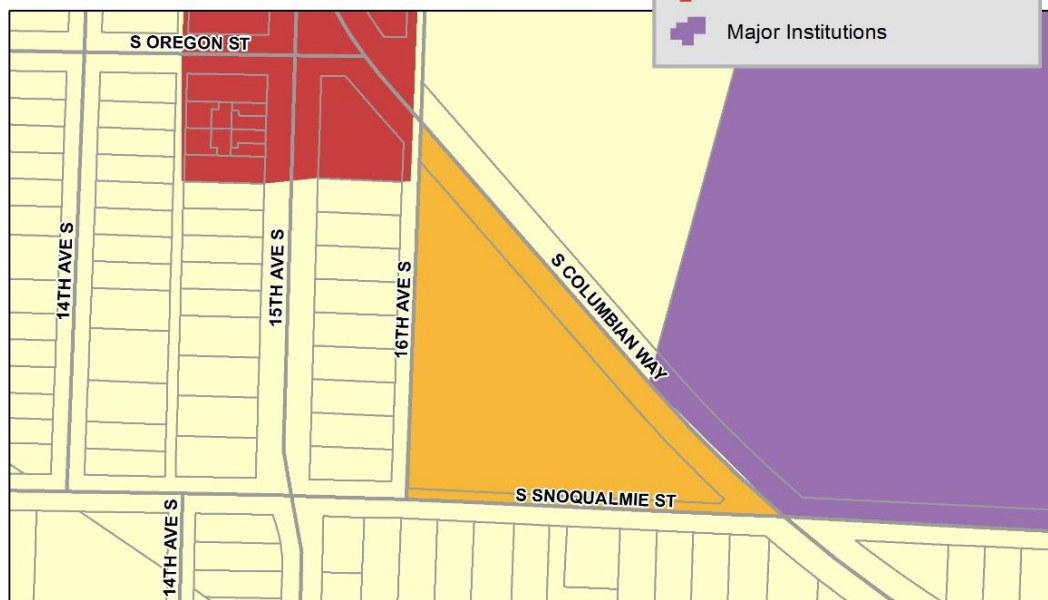 Major Institutions
S OREGON ST
14TH AVE S
15TH AVE S
16TH AVE S
S COLUMBIAN WAY
S SNOQUALMIE ST
14TH AVE S